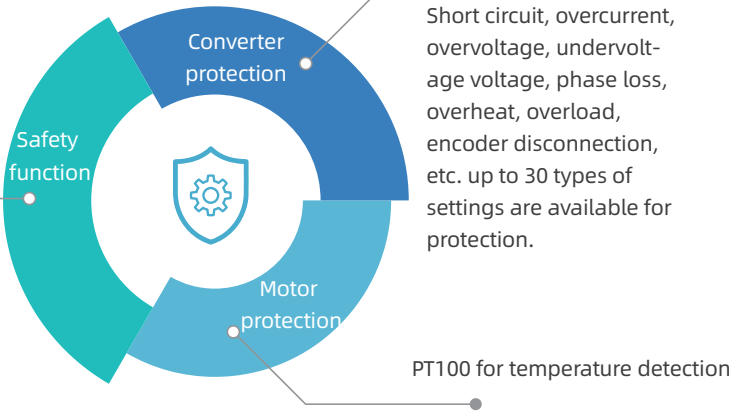 Converter
protection
Short circuit, overcurrent,
overvoltage, undervolt-
age voltage, phase loss,
overheat, overload,
encoder disconnection,
etc. up to 30 types of
settings are available for
protection.
Safety
function
Motor
protection
PT100 for temperature detection